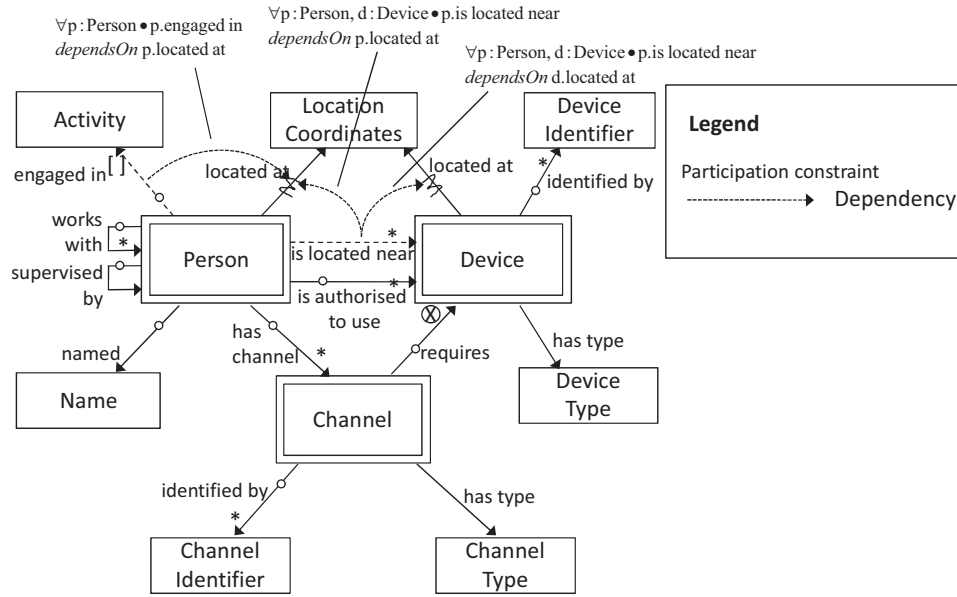 ∀p : Person • p.engaged in
dependsOn p.located at
∀p : Person, d : Device • p.is located near
dependsOn p.located at
∀p : Person, d : Device • p.is located near
dependsOn d.located at
Activity
Location
Coordinates
Device
Identifier
Legend
Participation constraint
Dependency
engaged in
[ ]
located at
located at
*
identified by
works
with
*
supervised
by
Person
*
is located near
*
is authorised
to use
Device
named
has
channel
*
requires
has type
Name
Channel
Device
Type
identified by
*
has type
Channel
Identifier
Channel
Type